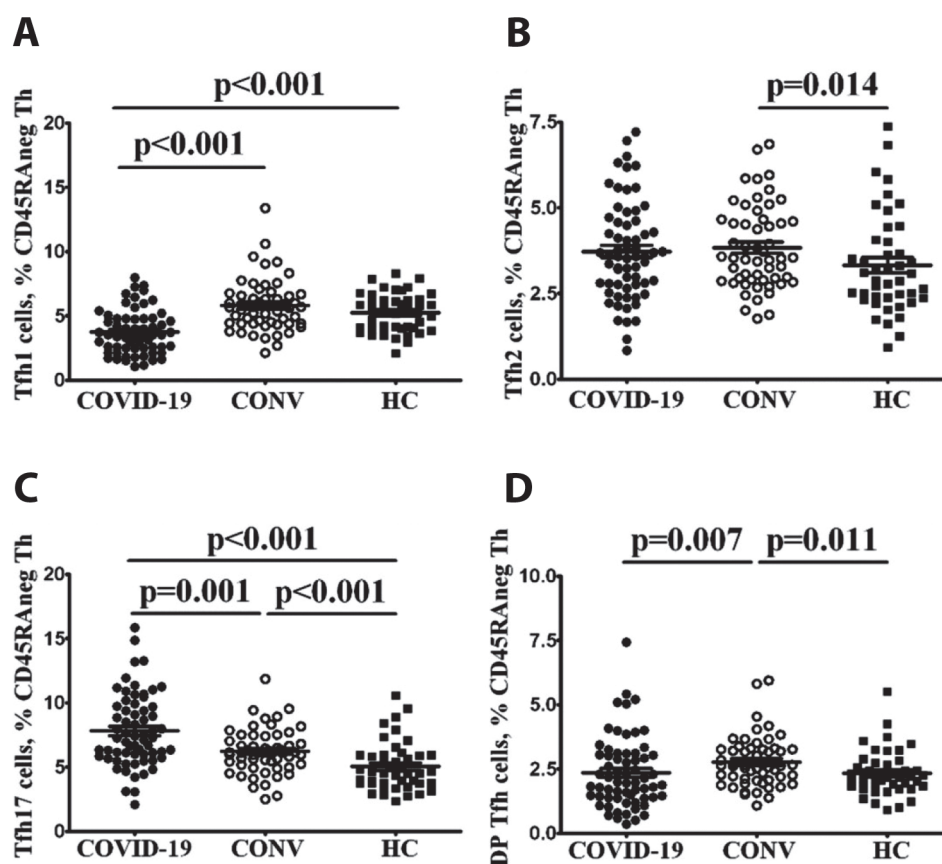 A
Tfh1 cells, % CD45RAneg Th
p<0.001
p<0.001
20
15
10
5
0
COVID-19 CONV HC
B
Tfh2 cells, % CD45RAneg Th
p=0.014
7.5
5.0
2.5
0.0
COVID-19 CONV HC
C
Tfh17 cells, % CD45RAneg Th
p<0.001
p=0.001 p<0.001
20
15
10
5
0
COVID-19 CONV HC
D
DP Tfh cells, % CD45RAneg Th
p=0.007 p=0.011
10.0
7.5
5.0
2.5
0.0
COVID-19 CONV HC